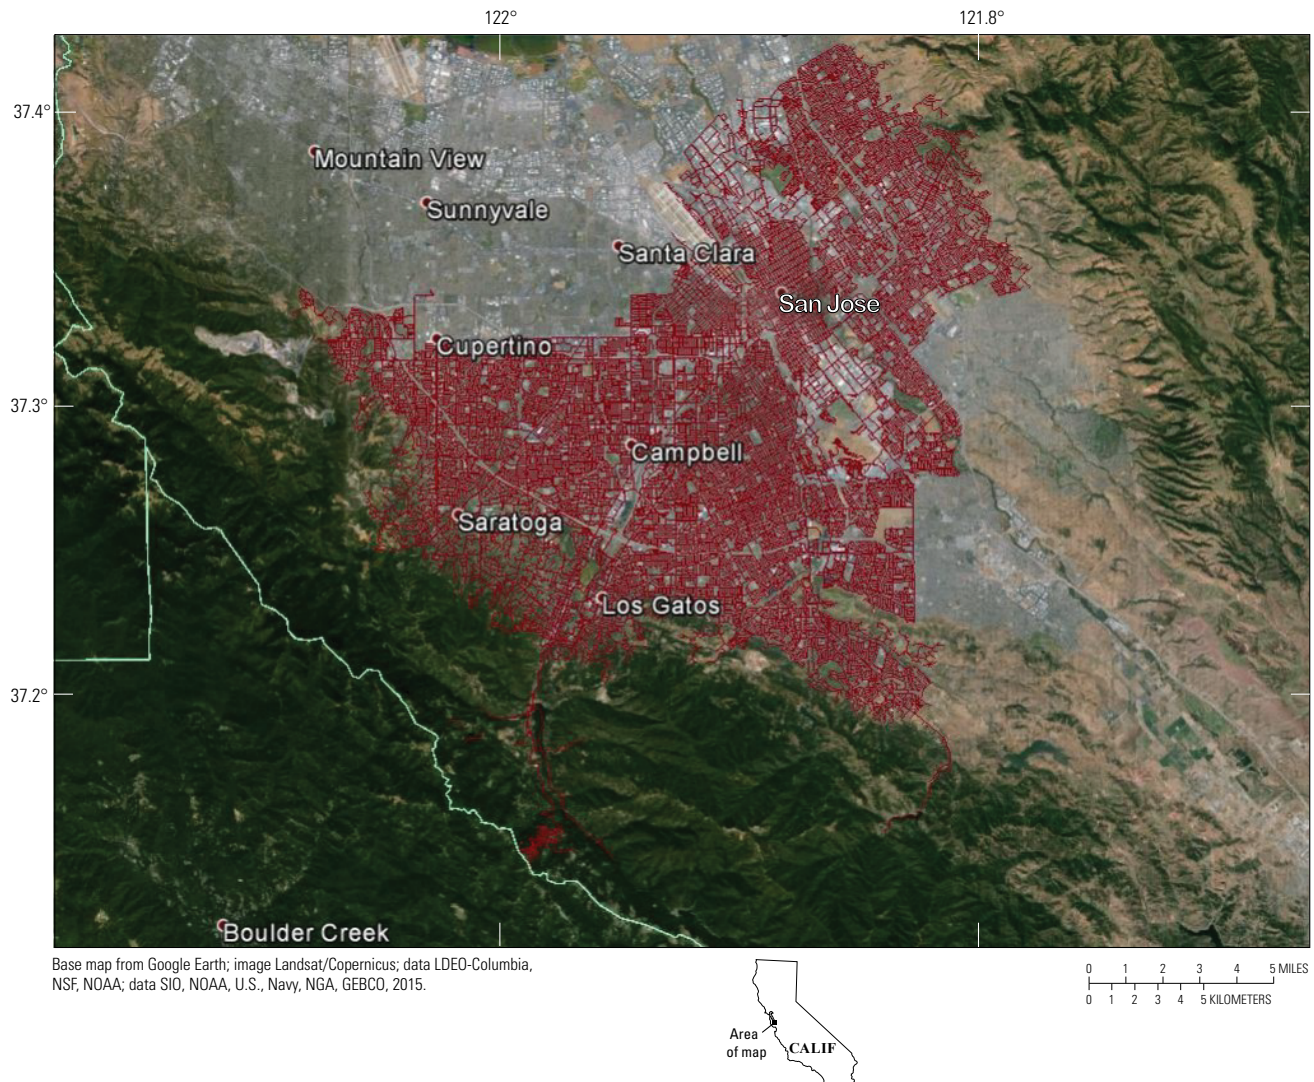 122°
121.8°
37.4°
Mountain View
Sunnyvale
Santa Clara
San Jose
Cupertino
37.3°
Campbell
Saratoga
Los Gatos
37.2°
Boulder Creek
Base map from Google Earth; image Landsat/Copernicus; data LDEO-Columbia,
NSF, NOAA; data SIO, NOAA, U.S., Navy, NGA, GEBCO, 2015.
0 1 2 3 4 5 MILES
0 1 2 3 4 5 KILOMETERS
Area
of map
CALIF